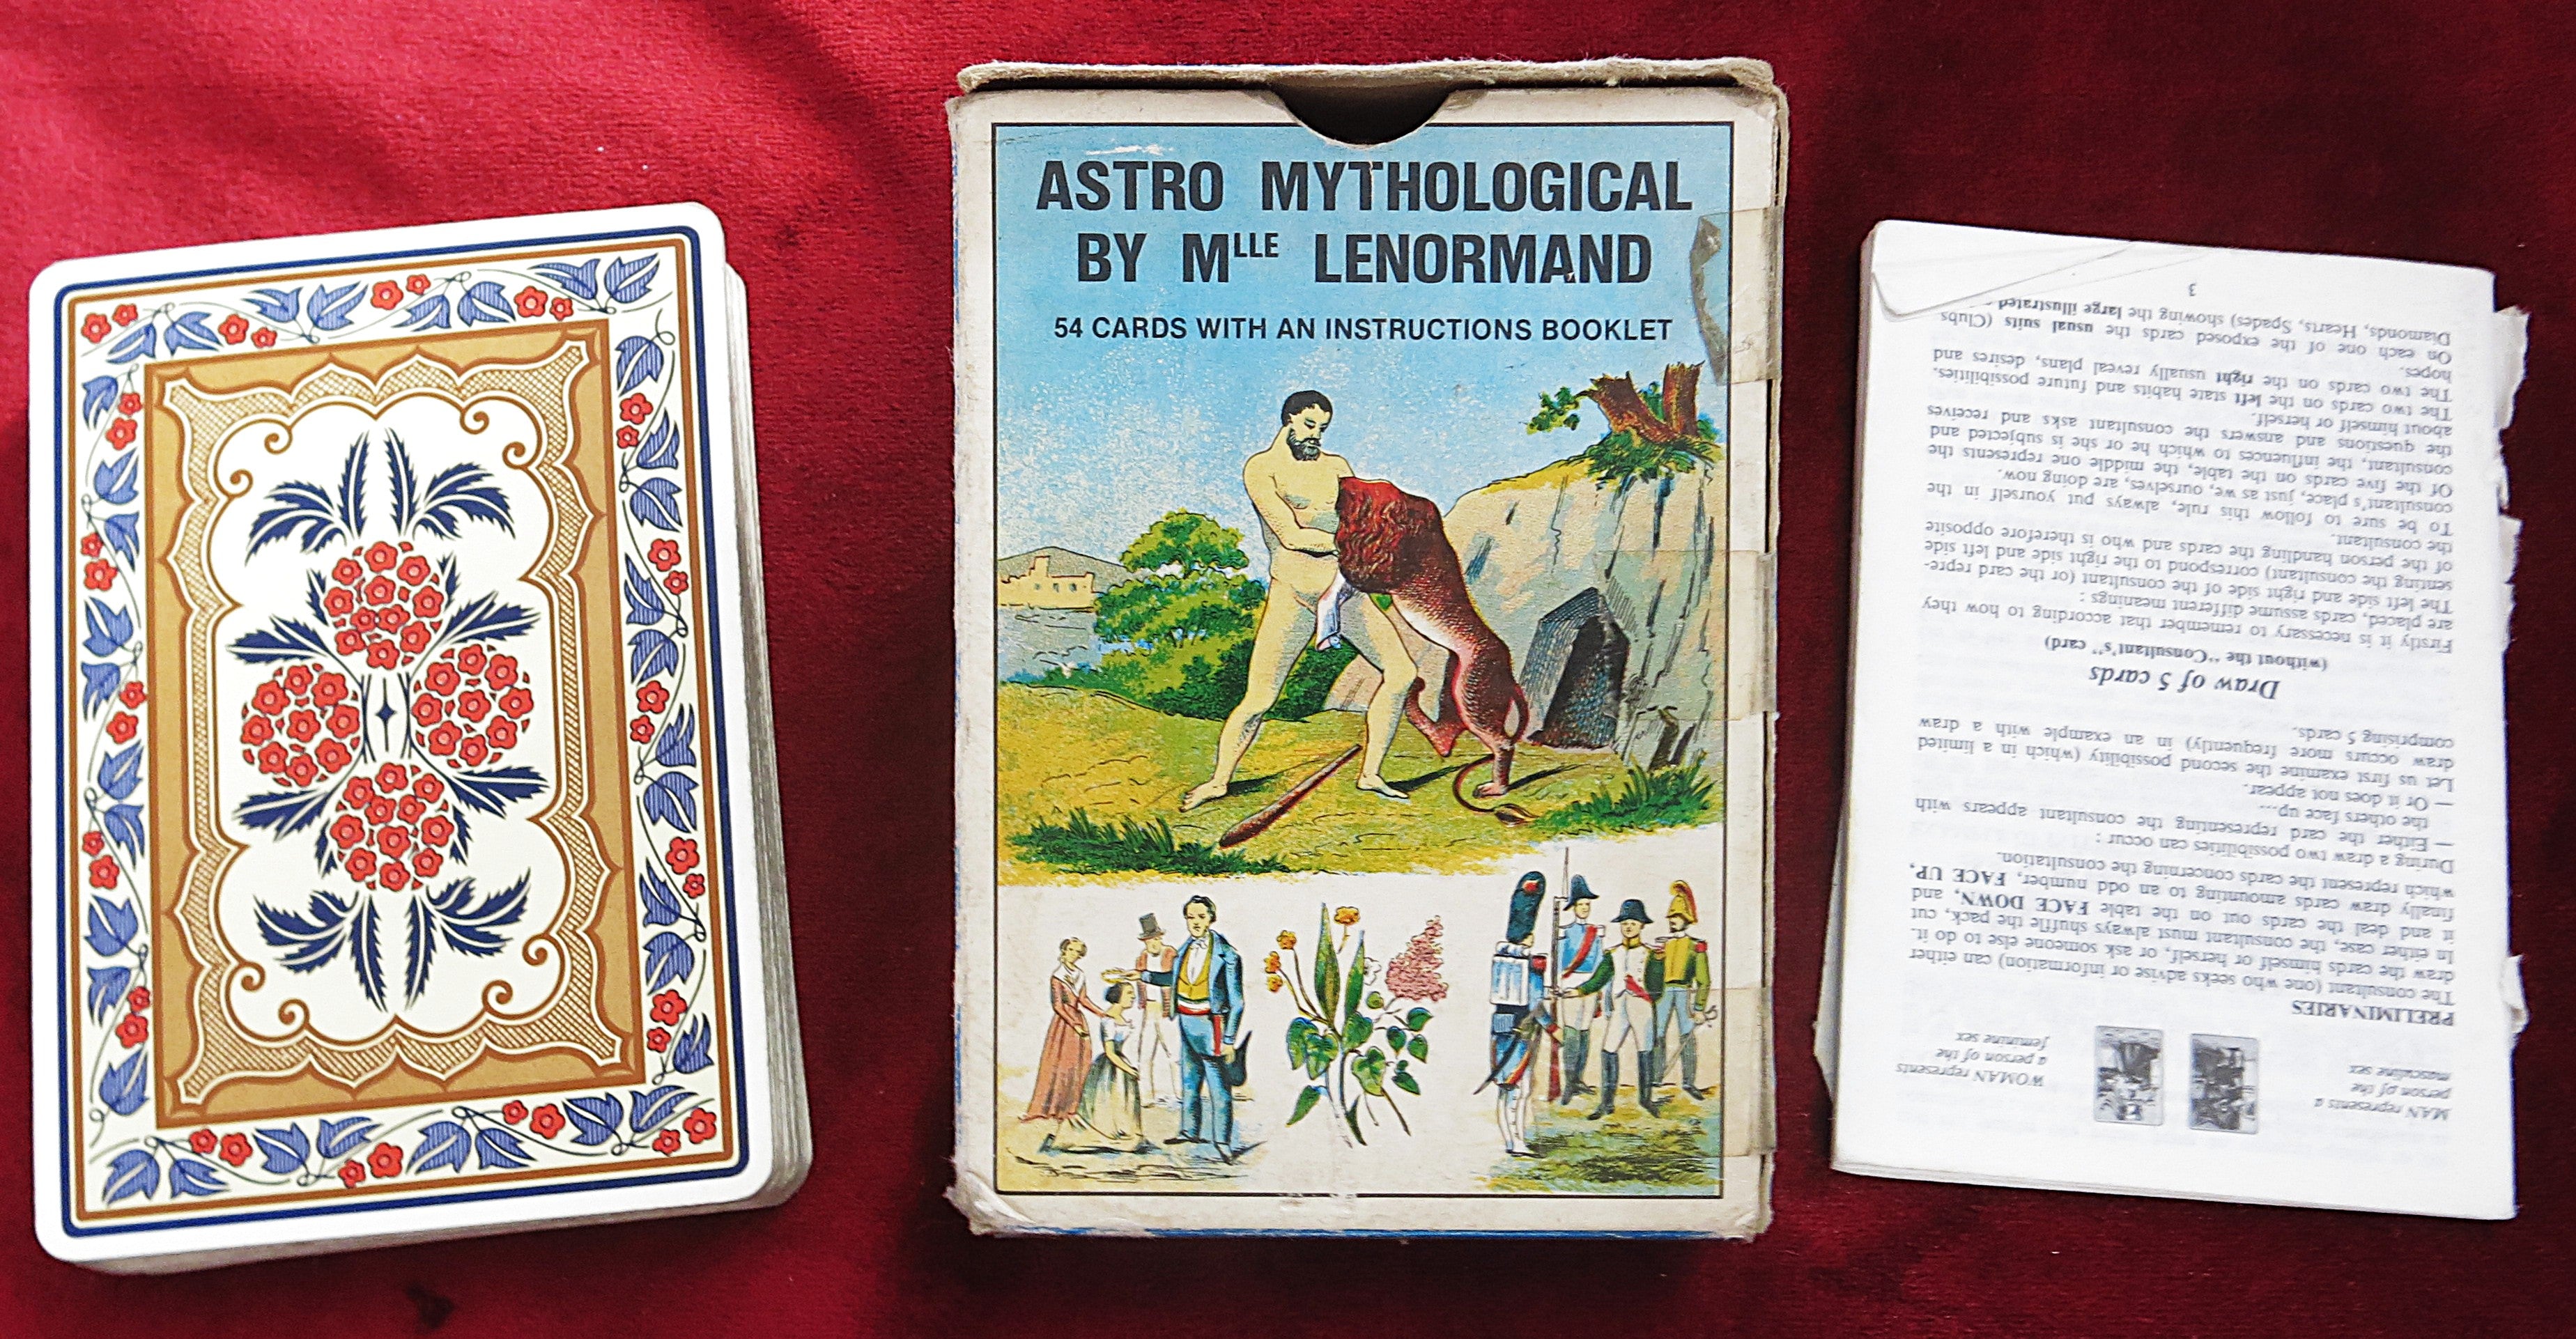 ASTRO MYTHOLOGICAL
BY MLLE LENORMAND
54 CARDS WITH AN INSTRUCTIONS BOOKLET
MAN represents a
person of the
masculine sex
WOMAN represents
a person of the
feminine sex
PRELIMINARIES
The consultant (one who seeks advise or information) can either
draw the cards himself or herself, or ask someone else to do it.
In either case, the consultant must always shuffle the pack, cut
it and deal the cards out on the table FACE DOWN, and
finally draw cards amounting to an odd number, FACE UP,
which represent the cards concerning the consultation.
During a draw two possibilities can occur :
— Either the card representing the consultant appears with
the others face up...
— Or it does not appear.
Let us first examine the second possibility (which in a limited
draw occurs more frequently) in an example with a draw
comprising 5 cards.
Draw of 5 cards
(without the "Consultant's" card)
Firstly it is necessary to remember that according to how they
are placed, cards assume different meanings :
The left side and right side of the consultant (or the card repre-
senting the consultant) correspond to the right side and left side
of the person handling the cards and who is therefore opposite
the consultant.
To be sure to follow this rule, always put yourself in the
consultant's place, just as we, ourselves, are doing now.
Of the five cards on the table, the middle one represents the
consultant, the influences to which he or she is subjected and
the questions and answers the consultant asks and receives
about himself or herself.
The two cards on the left state habits and future possibilities.
The two cards on the right usually reveal plans, desires and
hopes.
On each one of the exposed cards the usual suits (Clubs
Diamonds, Hearts, Spades) showing the large illustrated
3